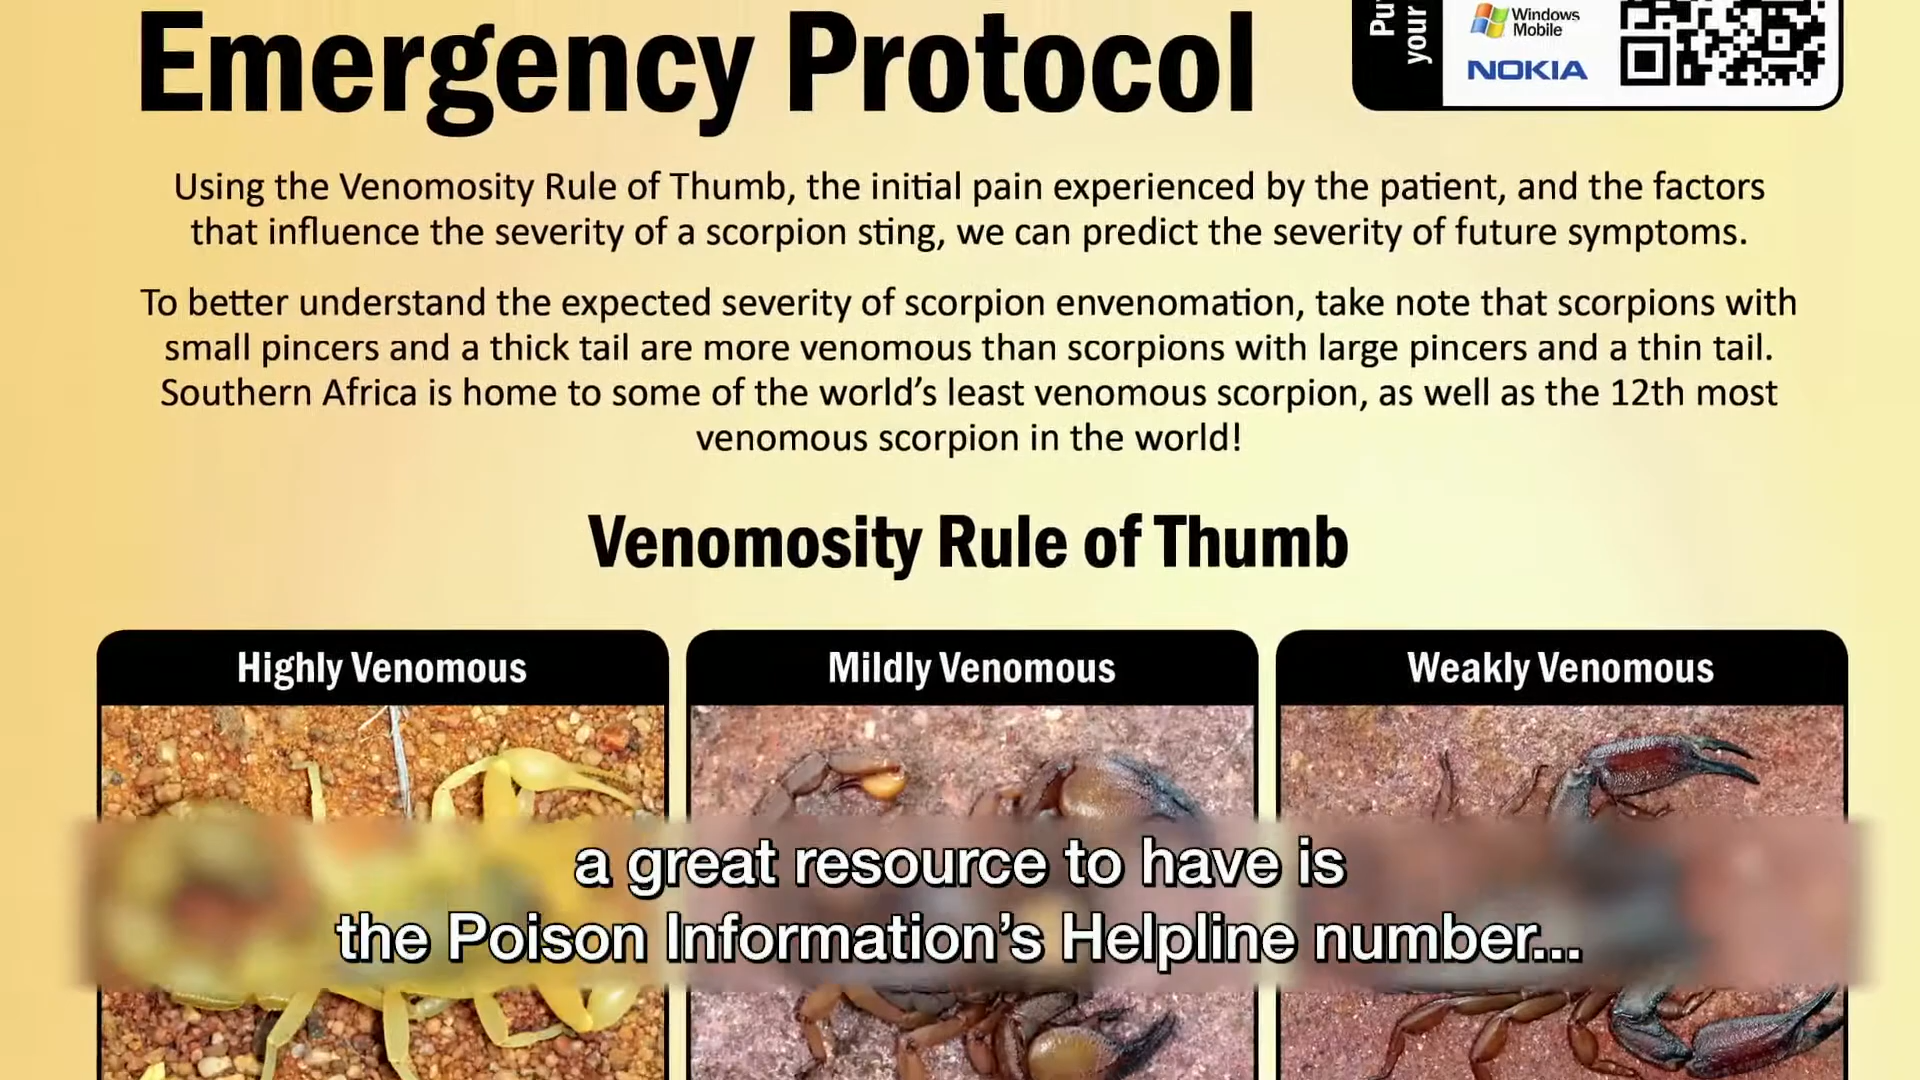 Emergency Protocol
your
Windows
Mobile
NOKIA
Using the Venomosity Rule of Thumb, the initial pain experienced by the patient, and the factors
that influence the severity of a scorpion sting, we can predict the severity of future symptoms.
To better understand the expected severity of scorpion envenomation, take note that scorpions with
small pincers and a thick tail are more venomous than scorpions with large pincers and a thin tail.
Southern Africa is home to some of the world’s least venomous scorpion, as well as the 12th most
venomous scorpion in the world!
Venomosity Rule of Thumb
Highly Venomous
Mildly Venomous
Weakly Venomous
a great resource to have is
the Poison Information’s Helpline number...